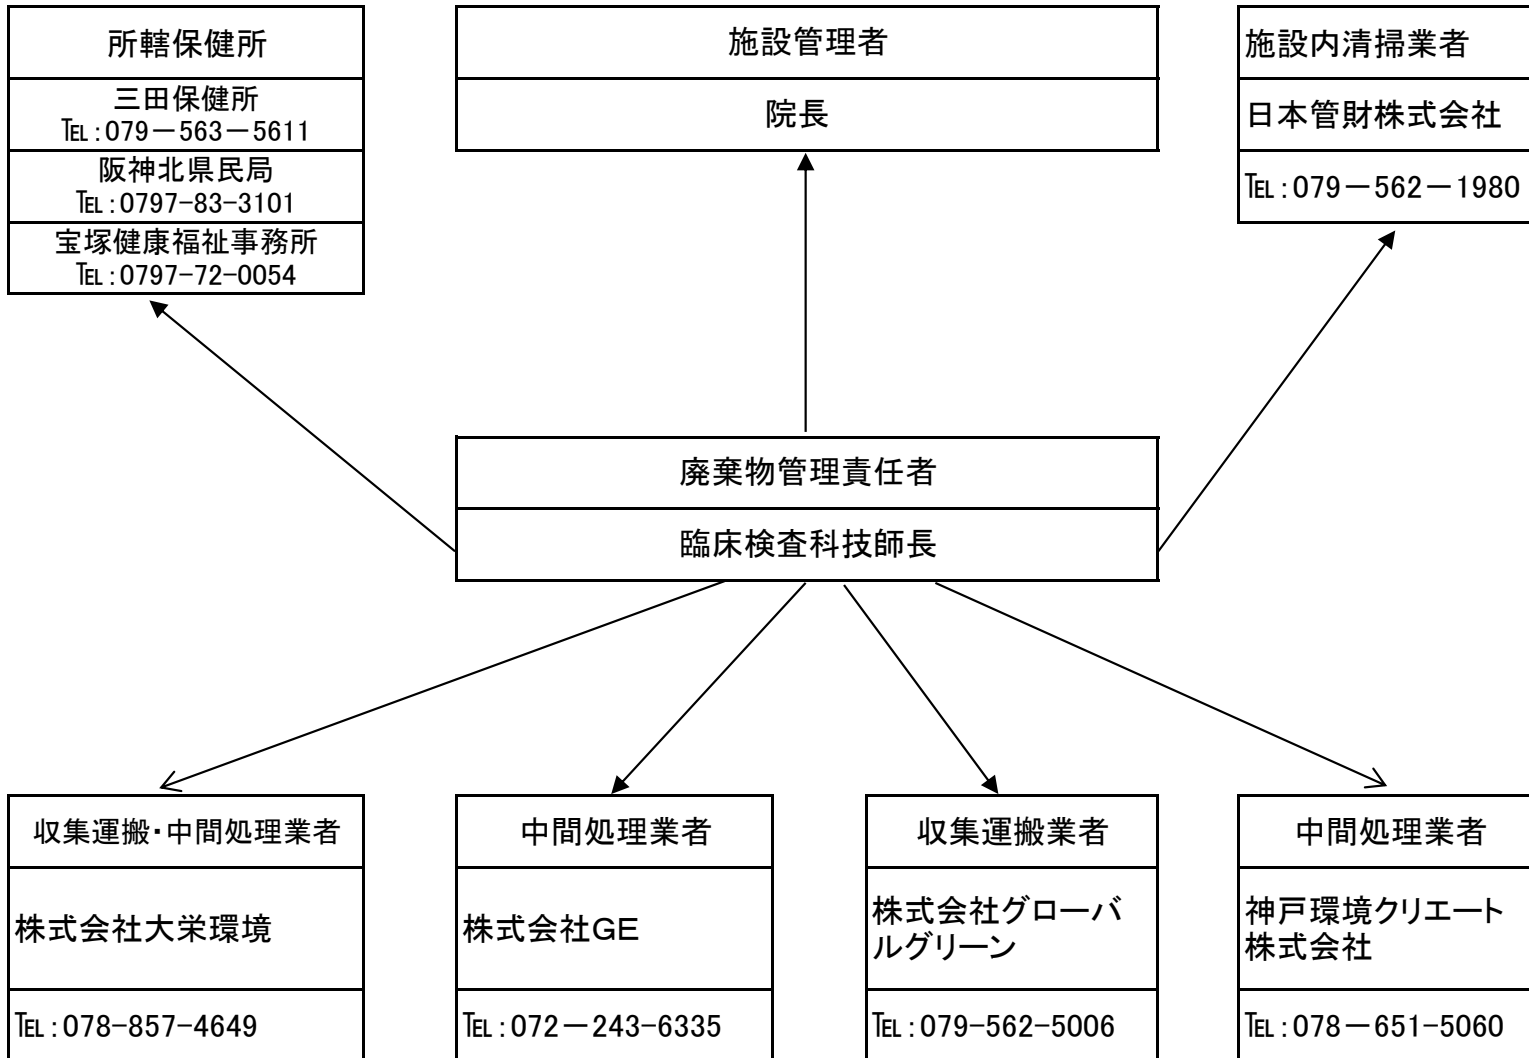 所轄保健所
三田保健所
℡：079－563－5611
阪神北県民局
℡：0797-83-3101
宝塚健康福祉事務所
℡：0797-72-0054
施設管理者
院長
施設内清掃業者
日本管財株式会社
℡：079－562－1980
廃棄物管理責任者
臨床検査科技師長
収集運搬・中間処理業者
株式会社大栄環境
℡：078-857-4649
中間処理業者
株式会社GE
℡：072－243-6335
収集運搬業者
株式会社グローバ
ルグリーン
℡：079-562-5006
中間処理業者
神戸環境クリエート
株式会社
℡：078－651-5060